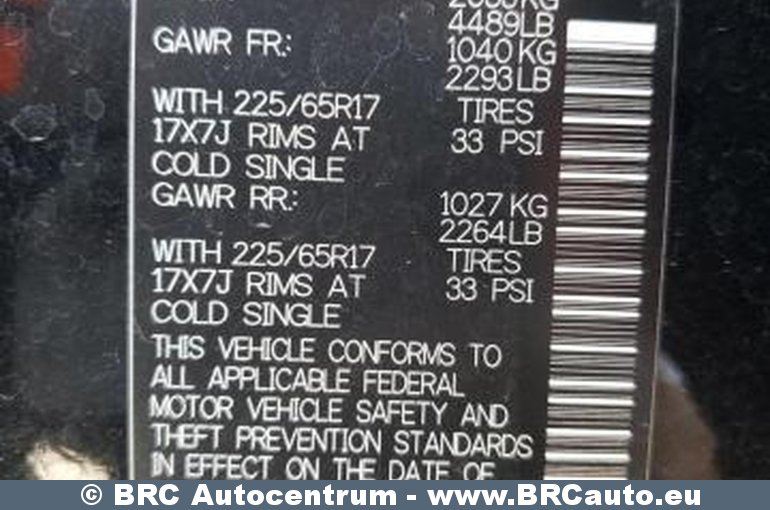 4489LB
GAWR FR.: 1040 KG
2293 LB
WITH 225/65R17 TIRES
17X7J RIMS AT 33 PSI
COLD SINGLE
GAWR RR.: 1027 KG
2264 LB
WITH 225/65R17 TIRES
17X7J RIMS AT 33 PSI
COLD SINGLE
THIS VEHICLE CONFORMS TO
ALL APPLICABLE FEDERAL
MOTOR VEHICLE SAFETY AND
THEFT PREVENTION STANDARDS
IN EFFECT ON THE DATE OF
© BRC Autocentrum - www.BRCauto.eu